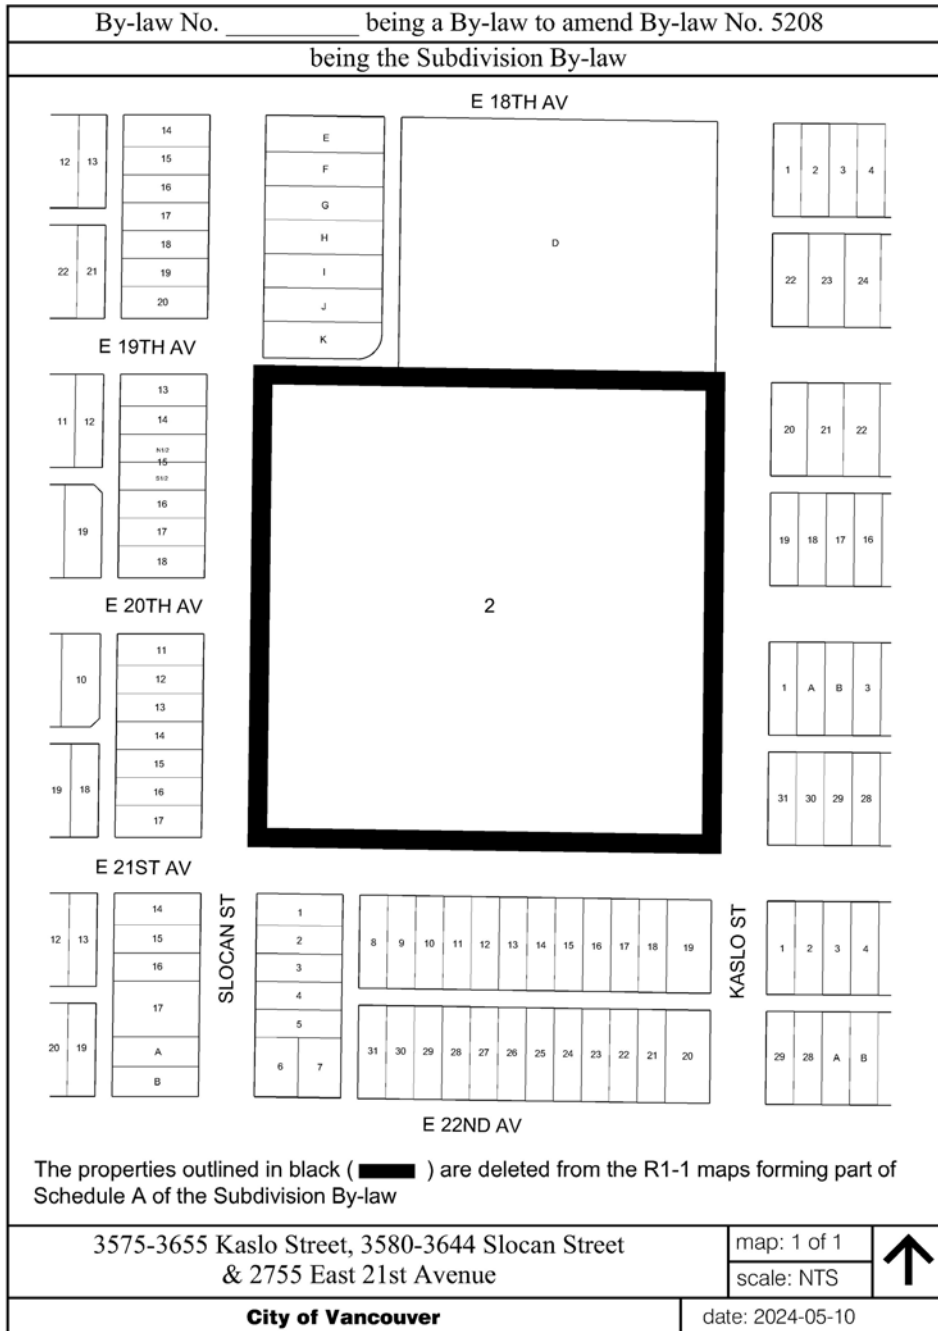 By-law No. __________ being a By-law to amend By-law No. 5208
being the Subdivision By-law
E 18TH AV
12 13
14
15
16
17
18
19
20
22 21
E
F
G
H
I
J
K
D
1 2 3 4
22 23 24
E 19TH AV
11 12
13
14
N1/2
15
S1/2
16
17
18
19
2
20 21 22
19 18 17 16
E 20TH AV
10
11
12
13
14
15
16
17
19 18
1 A B 3
31 30 29 28
E 21ST AV
12 13
14
15
16
17
A
B
20 19
SLOCAN ST
1
2
3
4
5
6 7
8 9 10 11 12 13 14 15 16 17 18 19
31 30 29 28 27 26 25 24 23 22 21 20
KASLO ST
1 2 3 4
29 28 A B
E 22ND AV
The properties outlined in black ( ) are deleted from the R1-1 maps forming part of
Schedule A of the Subdivision By-law
3575-3655 Kaslo Street, 3580-3644 Slocan Street
& 2755 East 21st Avenue
map: 1 of 1
scale: NTS
City of Vancouver
date: 2024-05-10